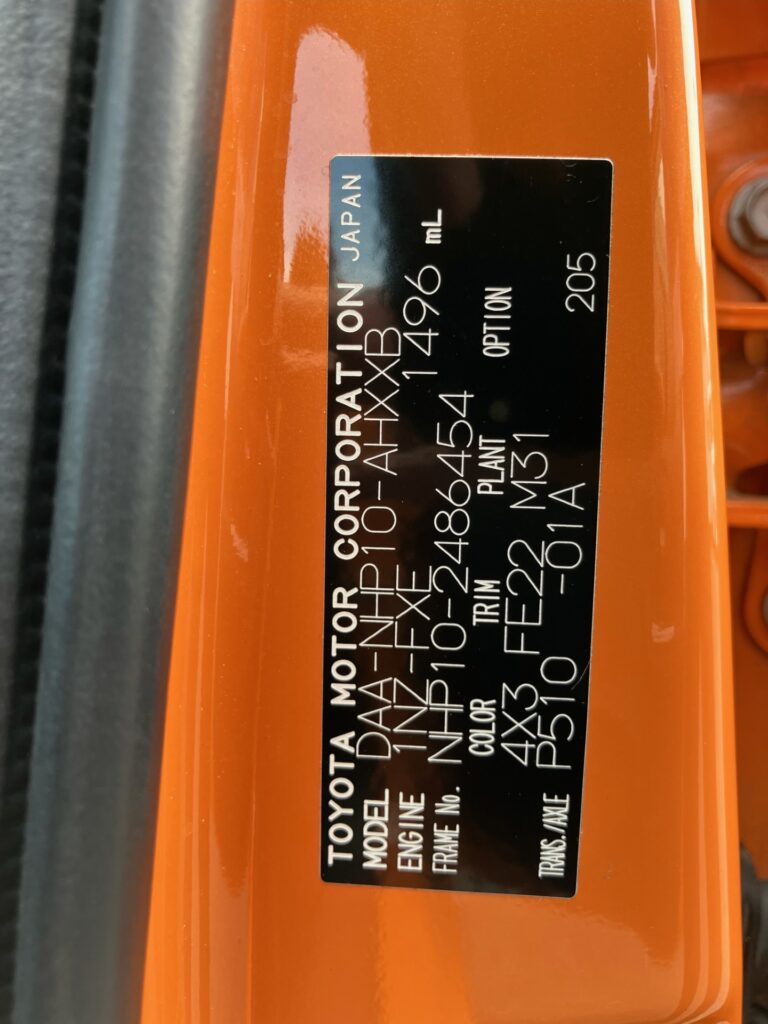 TOYOTA MOTOR CORPORATION JAPAN
MODEL DAA-NHP10-AHXXB
ENGINE 1NZ-FXE 1496 mL
FRAME No. NHP10-2486454
COLOR TRIM PLANT OPTION
4X3 FE22 M31
TRANS./AXLE P510 -01A 205